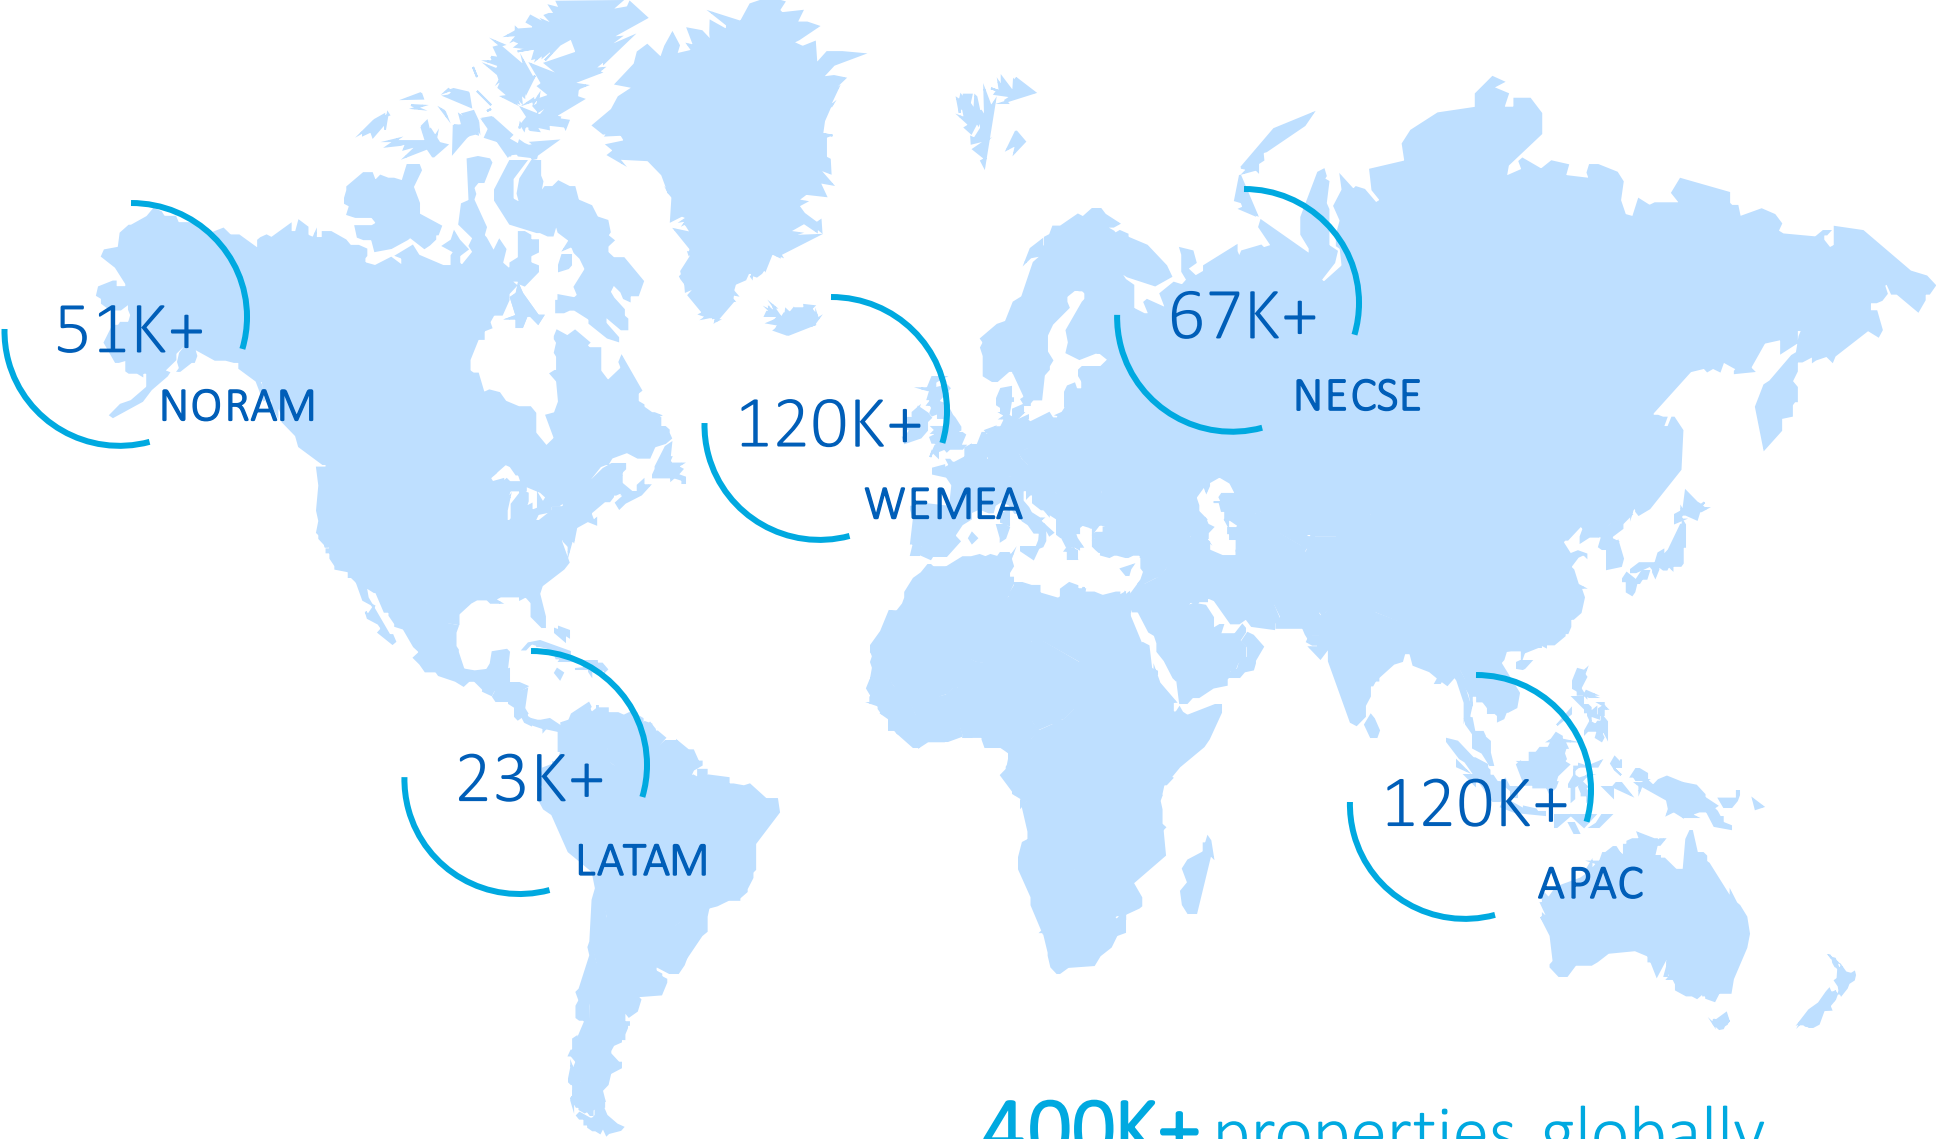 51K+
NORAM
67K+
NECSE
120K+
WEMEA
23K+
LATAM
120K+
APAC
400K+ properties globally